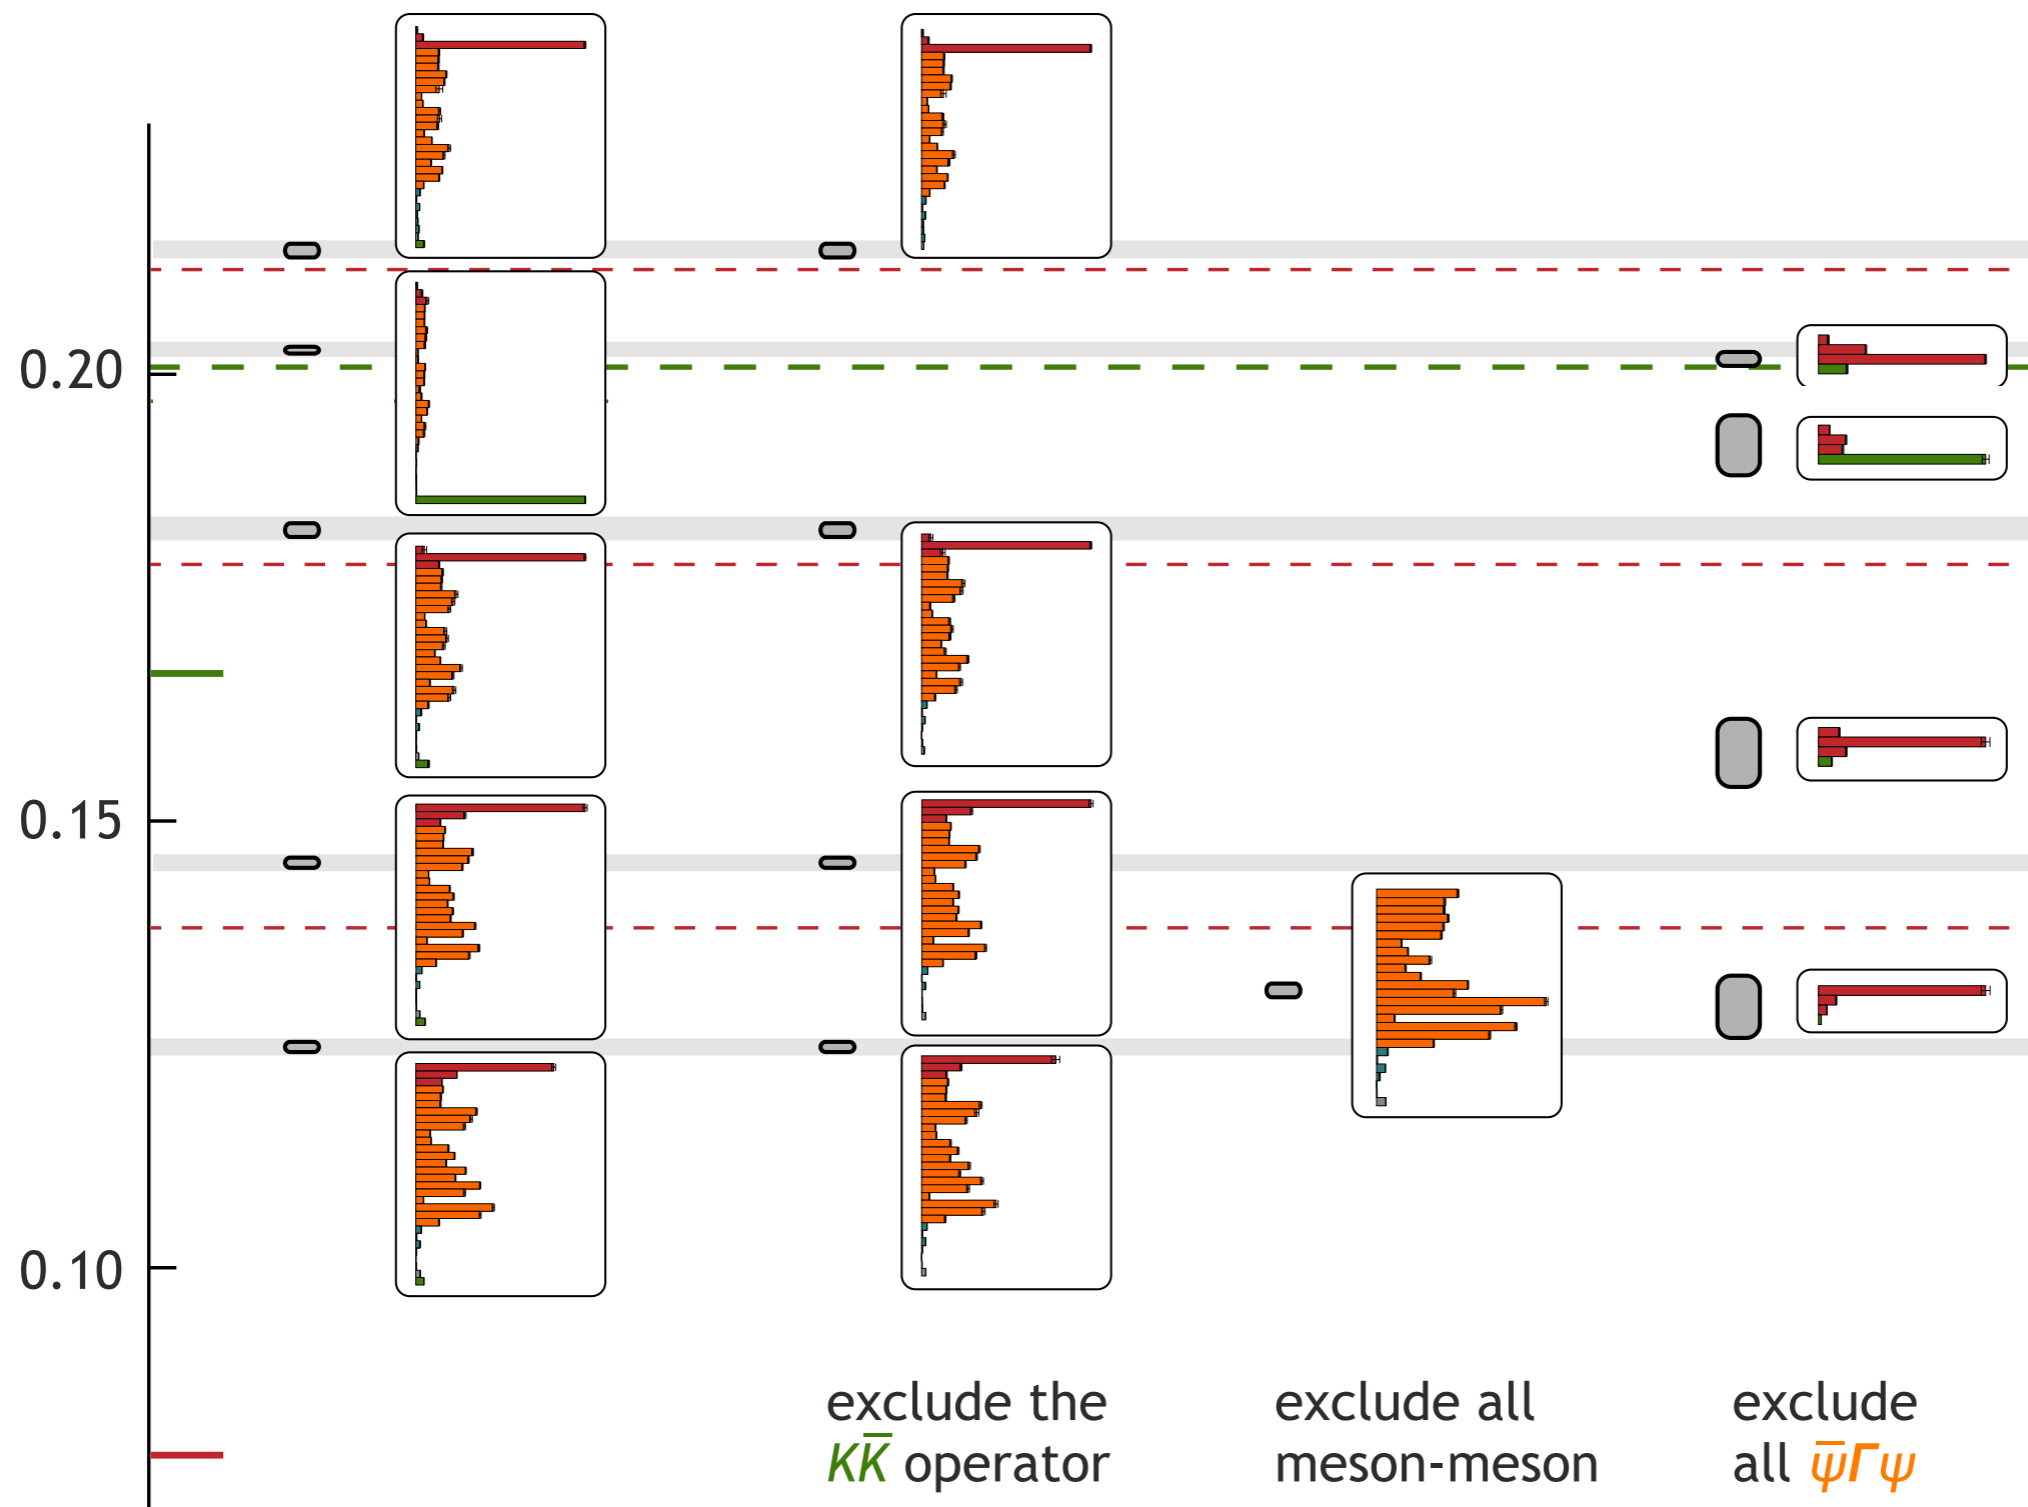 0.20
0.15
0.10
exclude the
K𝐾̅ operator
exclude all
meson-meson
exclude
all ψ̅Γψ